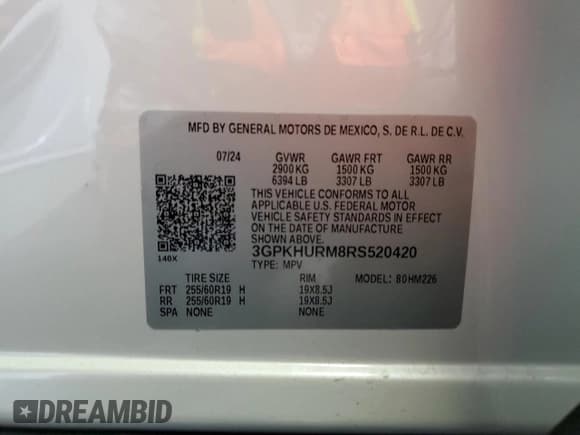 MFD BY GENERAL MOTORS DE MEXICO, S. DE R.L. DE C.V.
07/24 GVWR GAWR FRT GAWR RR
2900 KG 1500 KG 1500 KG
6394 LB 3307 LB 3307 LB
THIS VEHICLE CONFORMS TO ALL
APPLICABLE U.S. FEDERAL MOTOR
VEHICLE SAFETY STANDARDS IN EFFECT
ON THE DATE OF MANUFACTURE
SHOWN ABOVE.
3GPKHURM8RS520420
140X TYPE: MPV
TIRE SIZE RIM MODEL: 80HM226
FRT 255/60R19 H 19X8.5J
RR 255/60R19 H 19X8.5J
SPA NONE NONE
DREAMBID